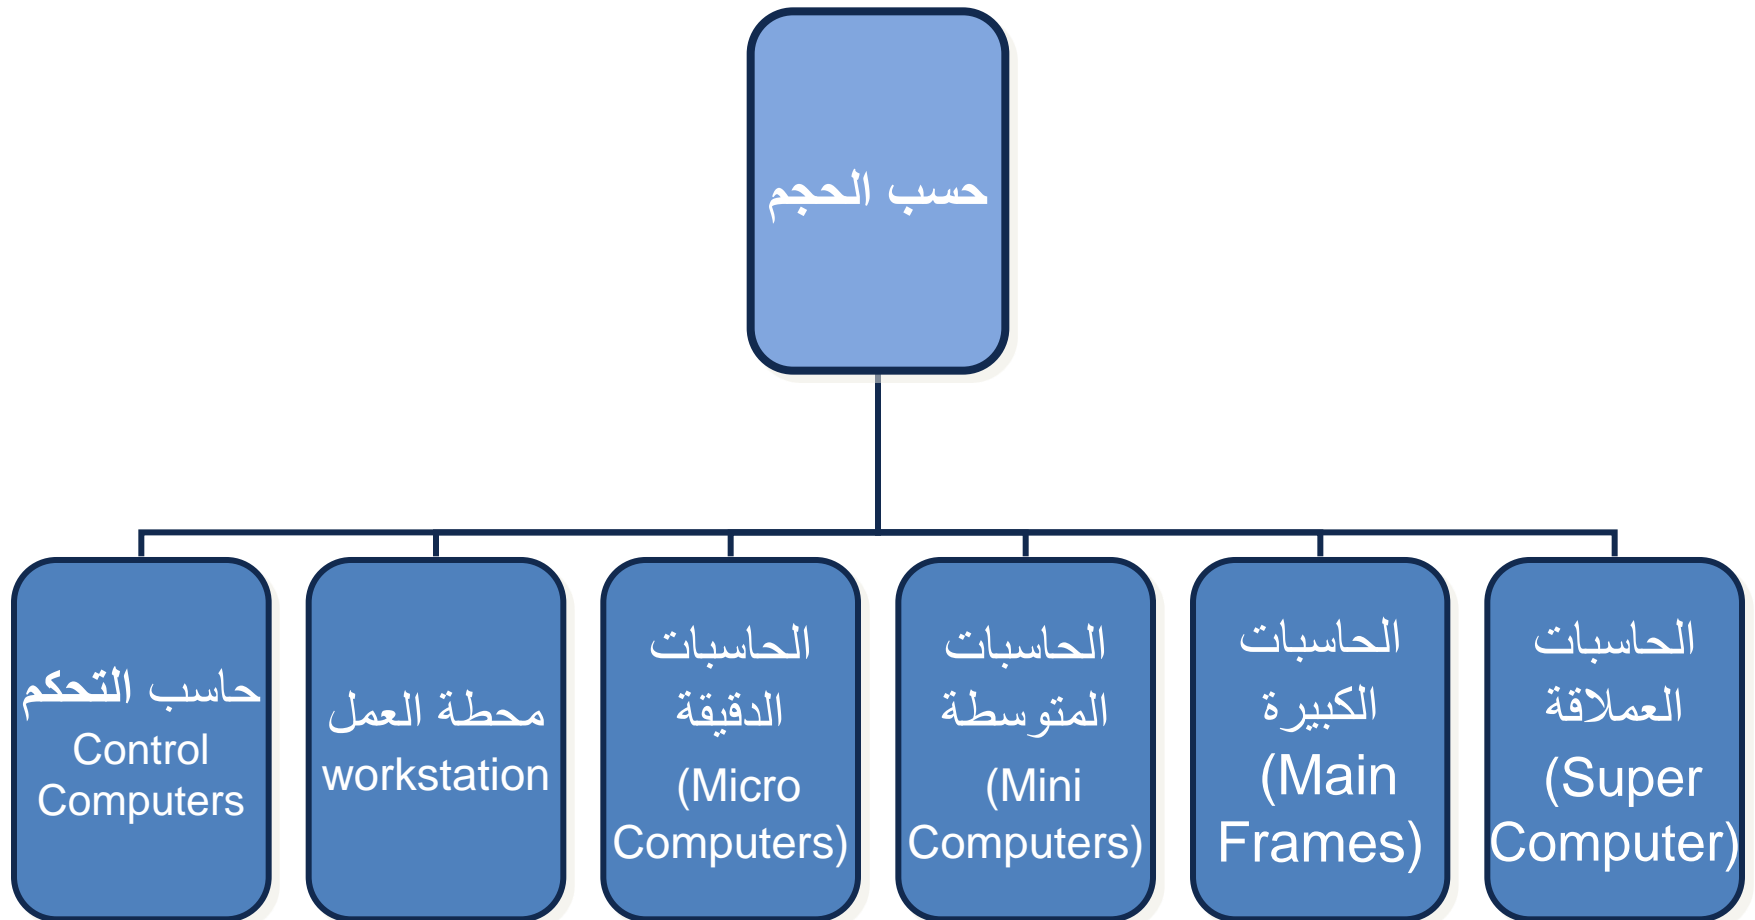 حسب الحجم
الحاسبات
العملاقة
(Super
Computer)
الحاسبات
الكبيرة
(Main
Frames)
الحاسبات
المتوسطة
(Mini
Computers)
الحاسبات
الدقيقة
(Micro
Computers)
محطة العمل
workstation
حاسب التحكم
Control
Computers